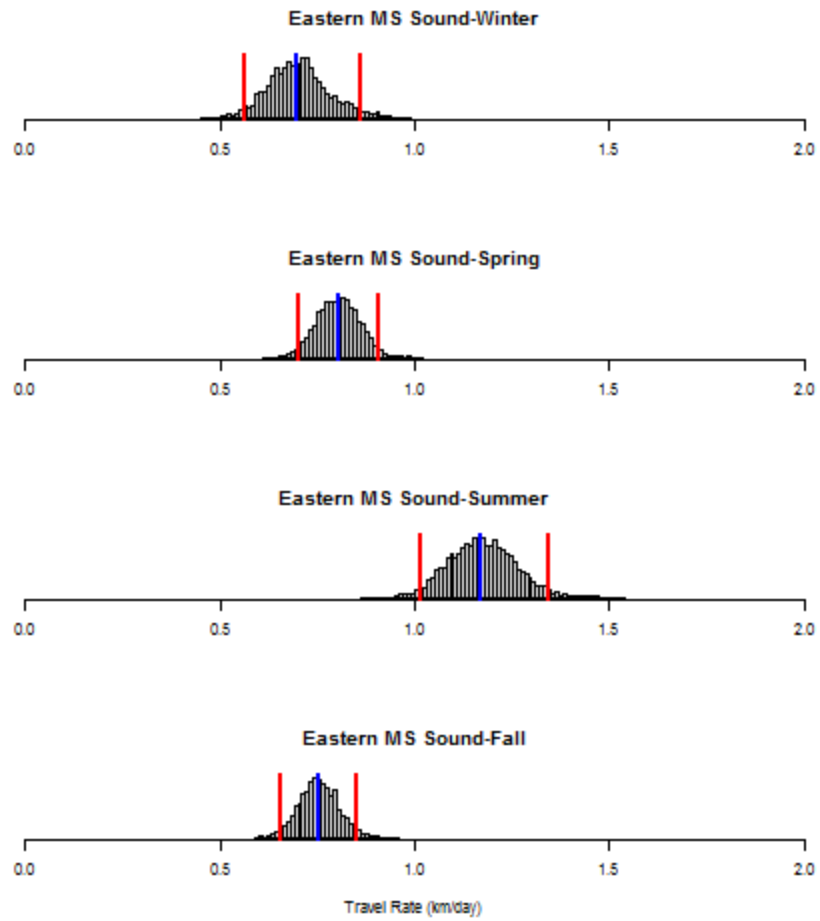 Eastern MS Sound-Winter
0.0 0.5 1.0 1.5 2.0
Eastern MS Sound-Spring
0.0 0.5 1.0 1.5 2.0
Eastern MS Sound-Summer
0.0 0.5 1.0 1.5 2.0
Eastern MS Sound-Fall
0.0 0.5 1.0 1.5 2.0
Travel Rate (km/day)